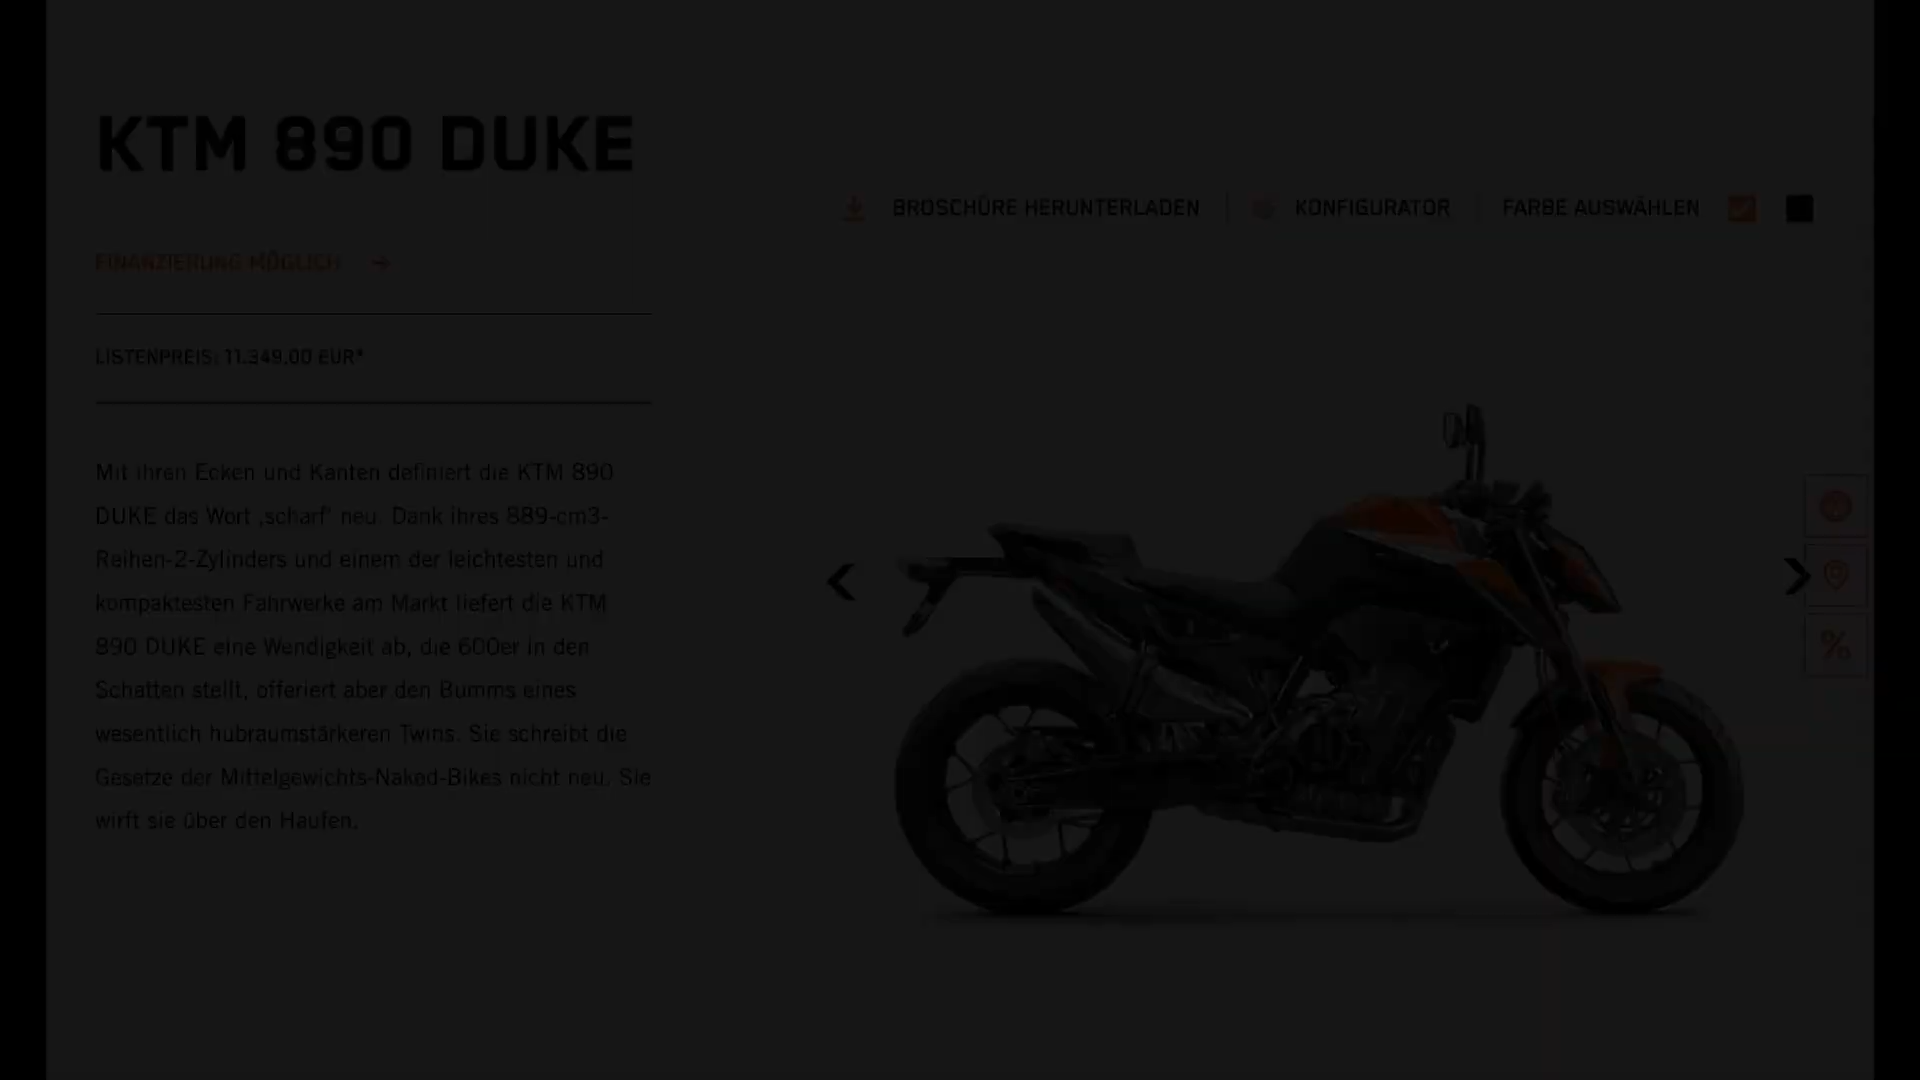 KTM 890 DUKE
BROSCHÜRE HERUNTERLADEN
KONFIGURATOR
FARBE AUSWÄHLEN
FINANZIERUNG MÖGLICH
LISTENPREIS: 11.349,00 EUR*
Mit ihren Ecken und Kanten definiert die KTM 890
DUKE das Wort ‚scharf‘ neu. Dank ihres 889-cm3-
Reihen-2-Zylinders und einem der leichtesten und
kompaktesten Fahrwerke am Markt liefert die KTM
890 DUKE eine Wendigkeit ab, die 600er in den
Schatten stellt, offeriert aber den Bumms eines
wesentlich hubraumstärkeren Twins. Sie schreibt die
Gesetze der Mittelgewichts-Naked-Bikes nicht neu. Sie
wirft sie über den Haufen.
%